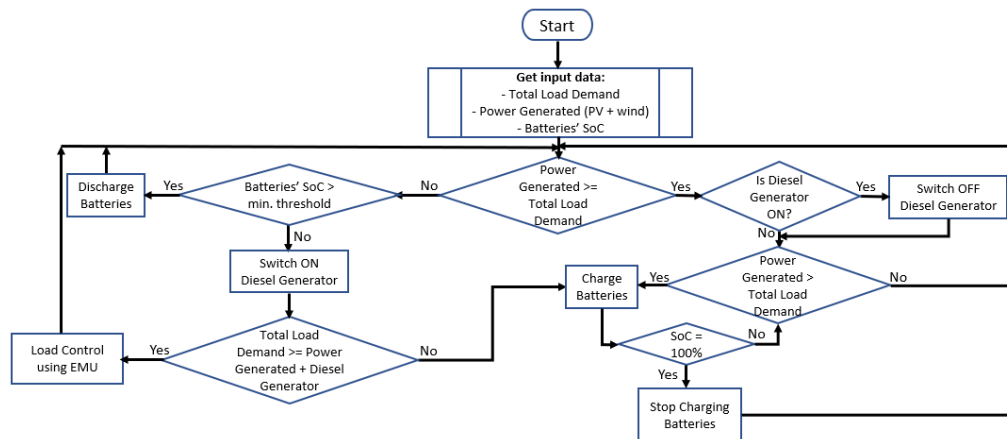 Start
Get input data:
- Total Load Demand
- Power Generated (PV + wind)
- Batteries' SoC
Discharge
Batteries
Yes
Batteries' SoC >
min. threshold
No
Power
Generated >=
Total Load
Demand
Yes
Is Diesel
Generator
ON?
Yes
Switch OFF
Diesel Generator
No
No
Switch ON
Diesel Generator
Charge
Batteries
Yes
Power
Generated >
Total Load
Demand
No
Load Control
using EMU
Yes
Total Load
Demand >= Power
Generated + Diesel
Generator
No
SoC =
100%
No
Yes
Stop Charging
Batteries